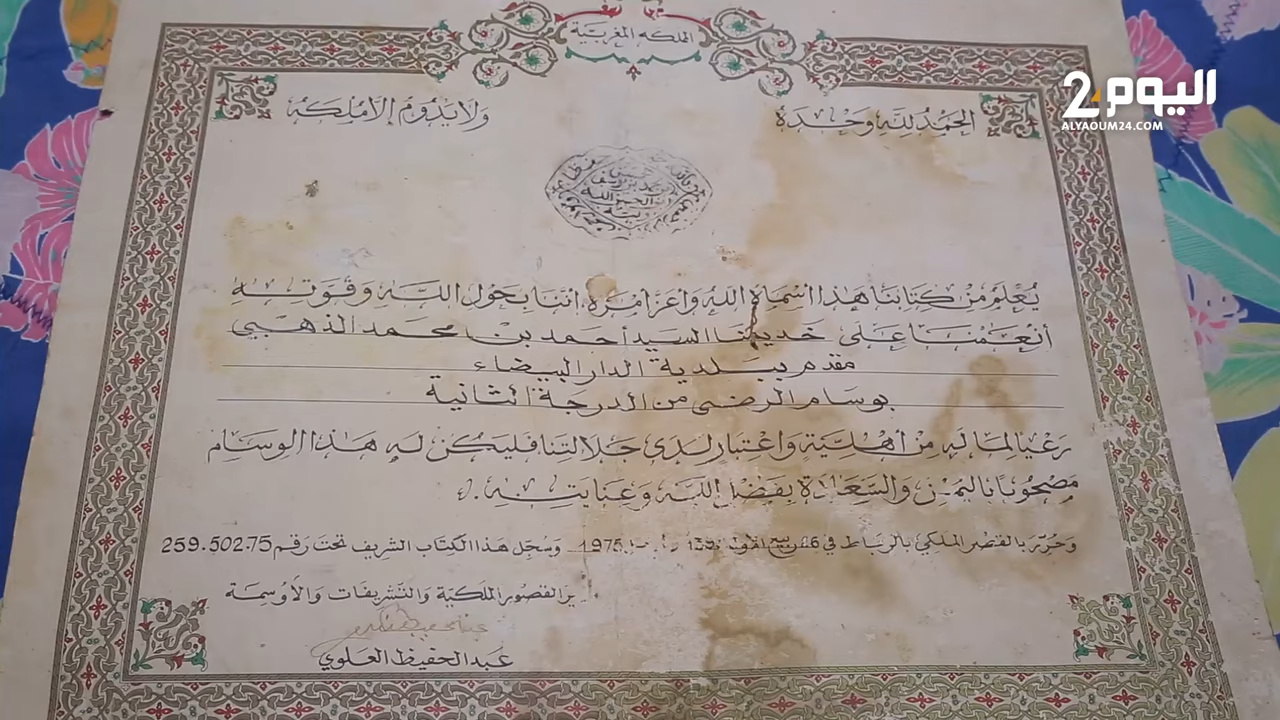 المملكة المغربية
اليوم 24
ALYAOUM24.COM
الحمد لله وحده
ولا يدوم إلا ملكه
يعلم من كتابنا هذا أسماه الله وأعز أمره أننا بحول الله وقوته
أنعمنا على خديمنا السيد أحمد بن محمد الذهبي
مقدم ببلدية الدار البيضاء
بوسام الرضى من الدرجة الثانية
رعيا لما له من أهلية واعتبار لدى جلالتنا فليكن له هذا الوسام
مصحوبا باليمن والسعادة بفضل الله وعنايته
وحرر بالقصر الملكي بالرباط في 1975 وسجل هذا الكتاب الشريف تحت رقم 259.502.75
القصور الملكية والتشريفات والأوسمة
عبد الحفيظ العلوي